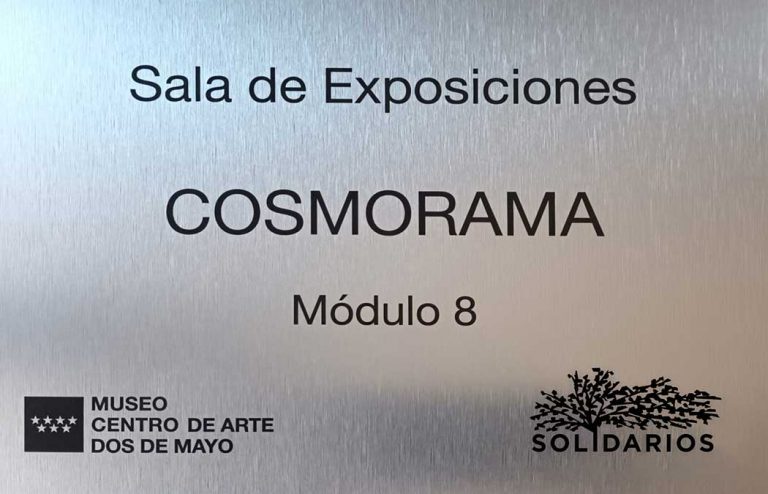 Sala de Exposiciones
COSMORAMA
Módulo 8
MUSEO
CENTRO DE ARTE
DOS DE MAYO
SOLIDARIOS